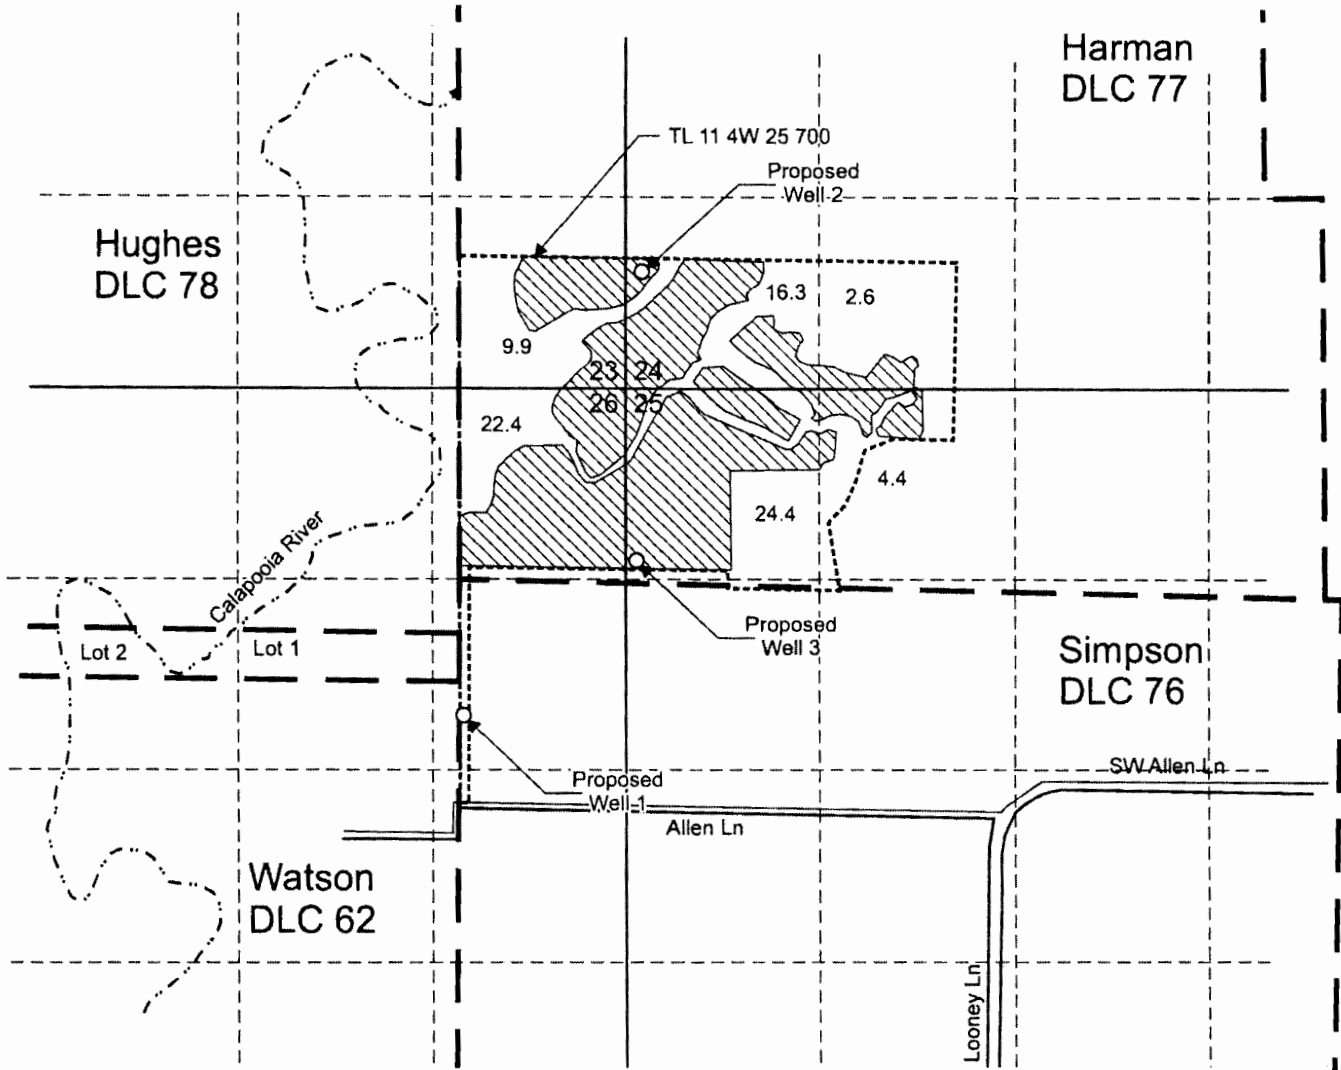 Harman
DLC 77
TL 11 4W 25 700
Proposed
Well 2
Hughes
DLC 78
16.3
2.6
9.9
23
24
26
25
22.4
4.4
24.4
Calapooia River
Lot 2
Lot 1
Proposed
Well 3
Simpson
DLC 76
SW Allen Ln
Proposed
Well 1
Allen Ln
Watson
DLC 62
Looney Ln